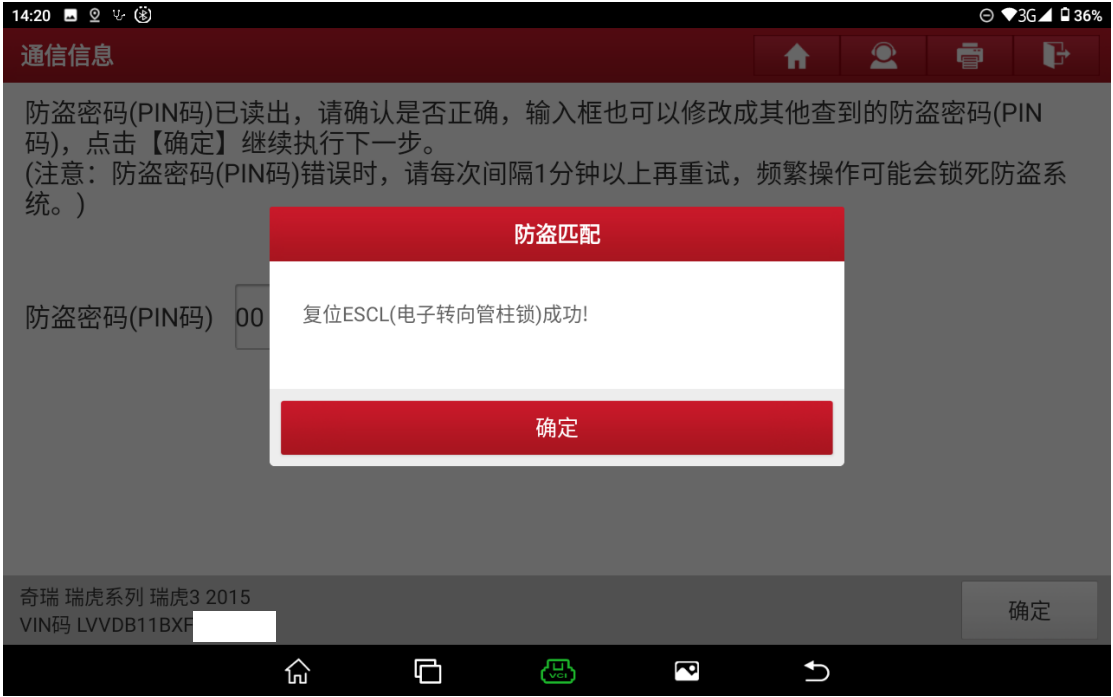 14:20
3G 36%
通信信息
防盗密码(PIN码)已读出，请确认是否正确，输入框也可以修改成其他查到的防盗密码(PIN
码)，点击【确定】继续执行下一步。
(注意：防盗密码(PIN码)错误时，请每次间隔1分钟以上再重试，频繁操作可能会锁死防盗系
统。)
防盗匹配
复位ESCL(电子转向管柱锁)成功!
防盗密码(PIN码) 00
确定
奇瑞 瑞虎系列 瑞虎3 2015
VIN码 LVVDB11BXF
确定
VCI